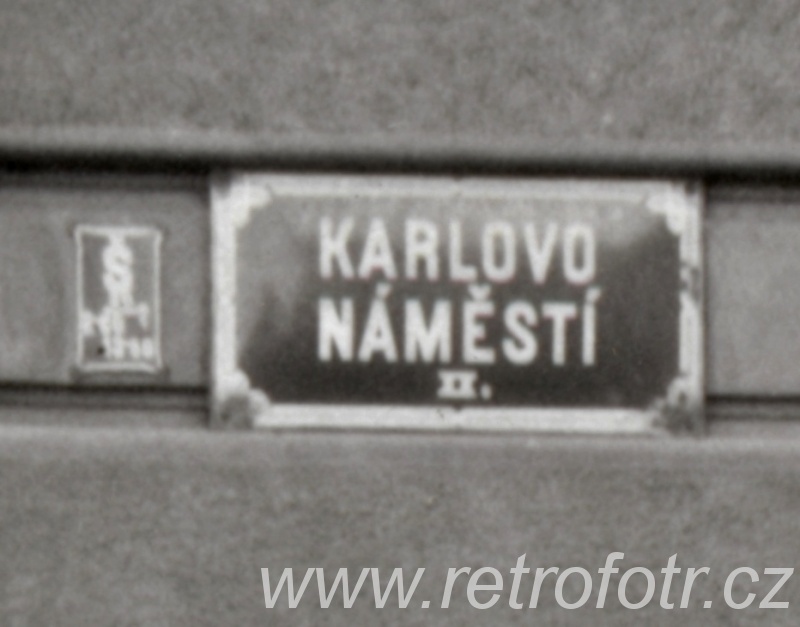 KARLOVO
NÁMĚSTÍ
II.
Š
www.retrofotr.cz